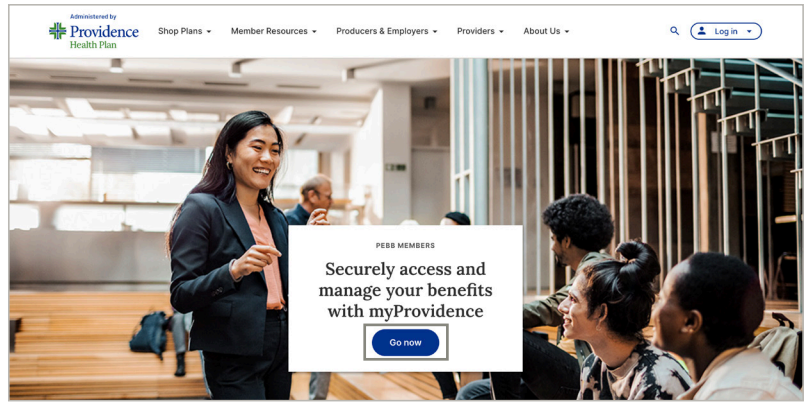 Administered by
Providence
Health Plan
Shop Plans
Member Resources
Producers & Employers
Providers
About Us
Log in
PEBB MEMBERS
Securely access and
manage your benefits
with myProvidence
Go now